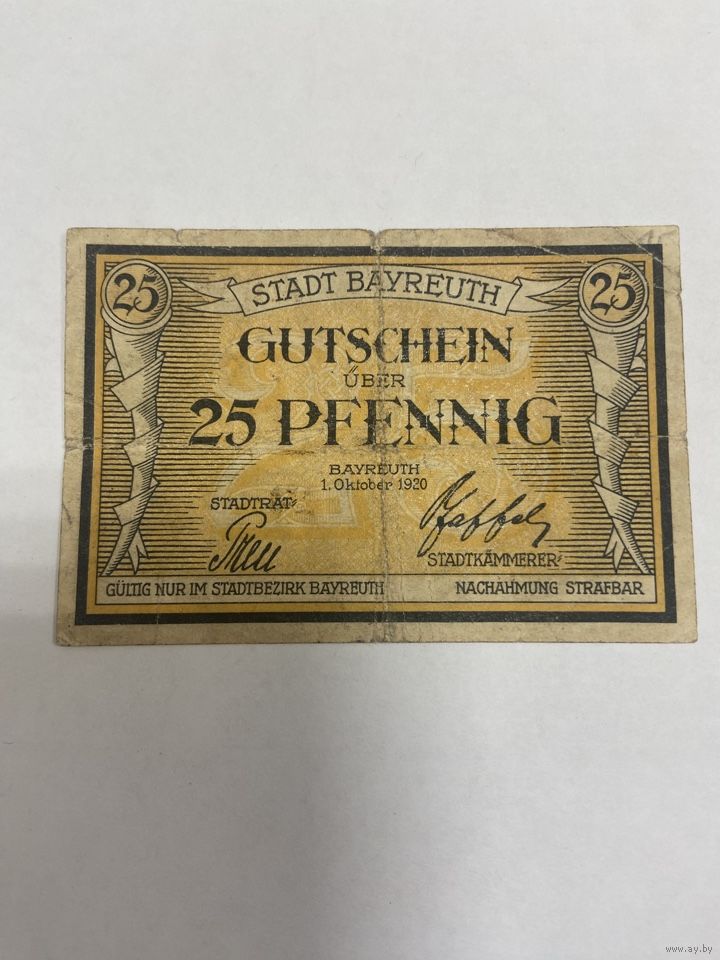 STADT BAYREUTH
25 25
GUTSCHEIN
ÜBER
25 PFENNIG
BAYREUTH
1. Oktober 1920
STADTRAT:
STADTKÄMMERER:
GÜLTIG NUR IM STADTBEZIRK BAYREUTH NACHAHMUNG STRAFBAR
www.ay.by